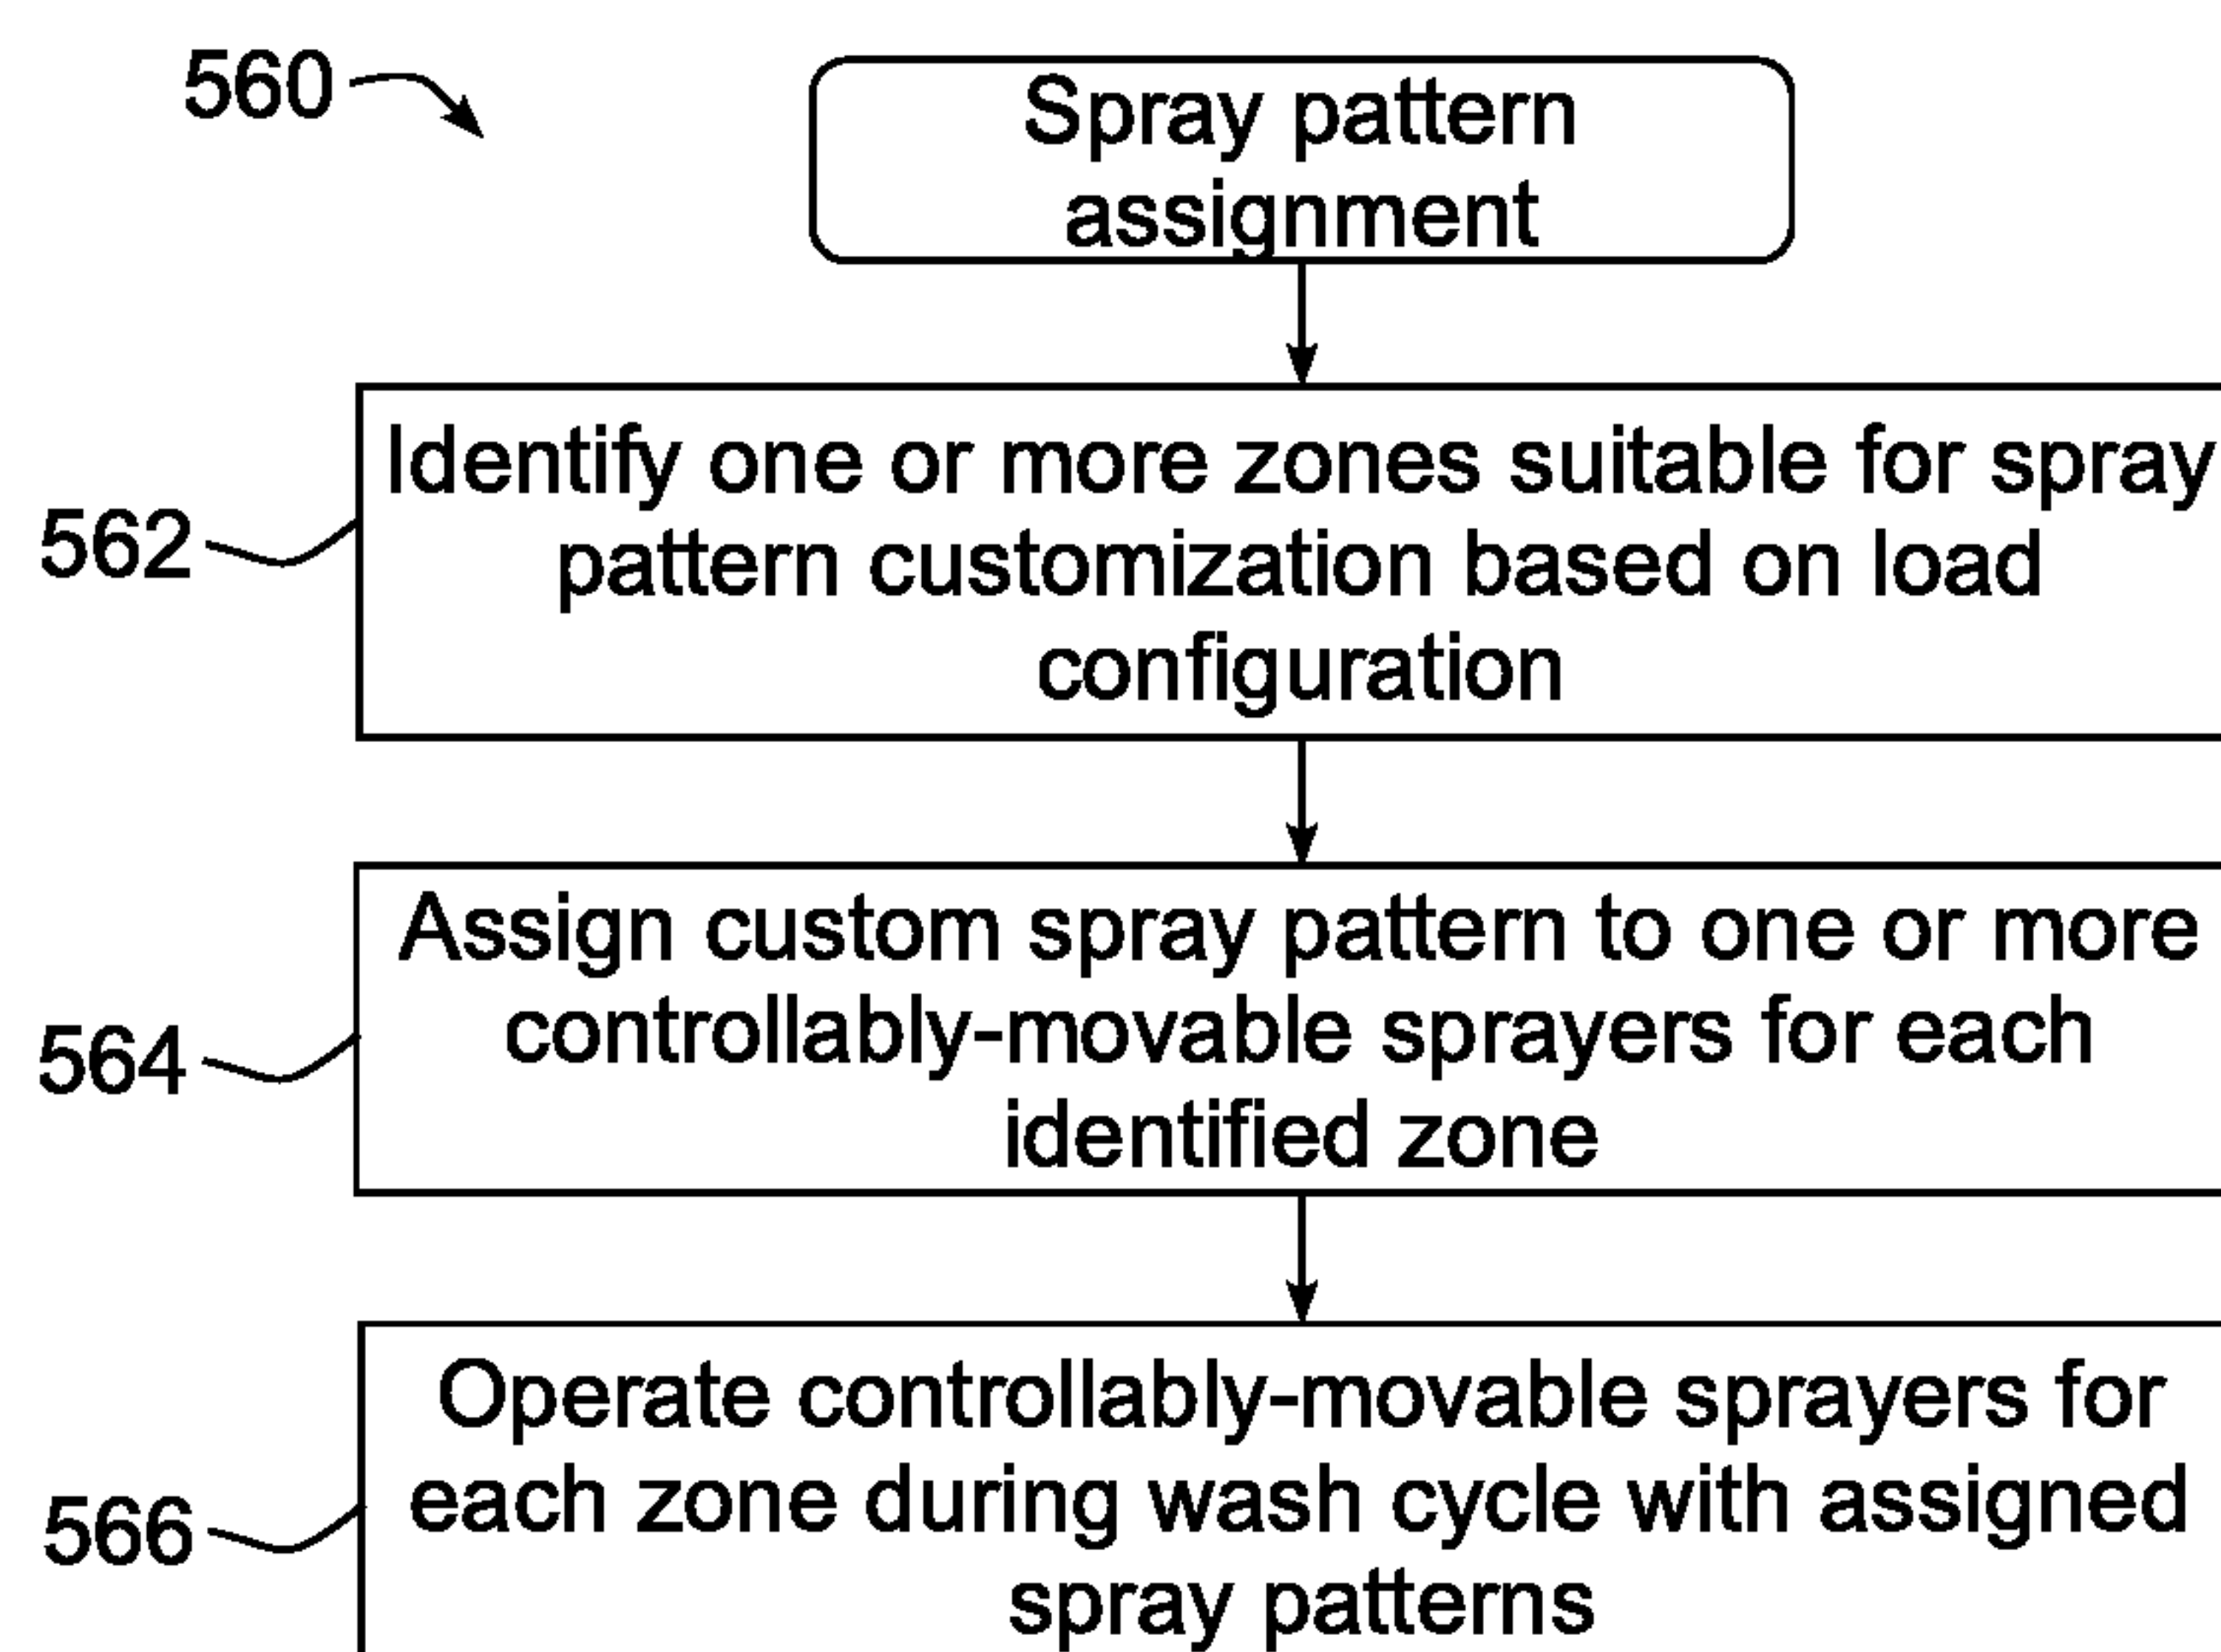 560
Spray pattern
assignment
562
Identify one or more zones suitable for spray
pattern customization based on load
configuration
564
Assign custom spray pattern to one or more
controllably-movable sprayers for each
identified zone
566
Operate controllably-movable sprayers for
each zone during wash cycle with assigned
spray patterns